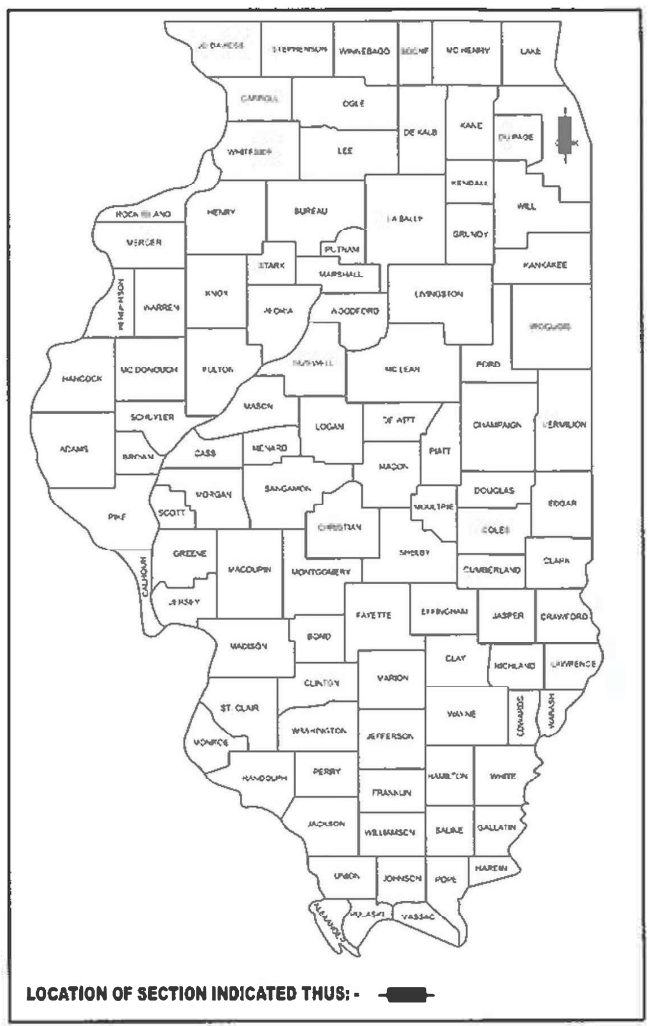 JO DAVIESS STEPHENSON WINNEBAGO BOONE MC HENRY LAKE
CARROLL OGLE
DE KALB KANE DU PAGE
WHITESIDE LEE
KENDALL
ROCK ISLAND HENRY BUREAU LA SALLE WILL
MERCER GRUNDY
PUTNAM
STARK MARSHALL KANKAKEE
HENDERSON WARREN KNOX PEORIA WOODFORD LIVINGSTON
IROQUOIS
HANCOCK MC DONOUGH FULTON TAZEWELL MC LEAN FORD
MASON
SCHUYLER LOGAN DE WITT CHAMPAIGN VERMILION
ADAMS BROWN CASS MENARD PIATT
MACON
MORGAN SANGAMON DOUGLAS
PIKE SCOTT MOULTRIE EDGAR
CHRISTIAN COLES
GREENE SHELBY
CALHOUN MACOUPIN MONTGOMERY CUMBERLAND CLARK
JERSEY
FAYETTE EFFINGHAM JASPER CRAWFORD
MADISON BOND
CLAY RICHLAND LAWRENCE
CLINTON MARION
ST. CLAIR WAYNE EDWARDS WABASH
MONROE WASHINGTON JEFFERSON
RANDOLPH PERRY HAMILTON WHITE
FRANKLIN
JACKSON WILLIAMSON SALINE GALLATIN
UNION JOHNSON POPE HARDIN
ALEXANDER PULASKI MASSAC
LOCATION OF SECTION INDICATED THUS: -